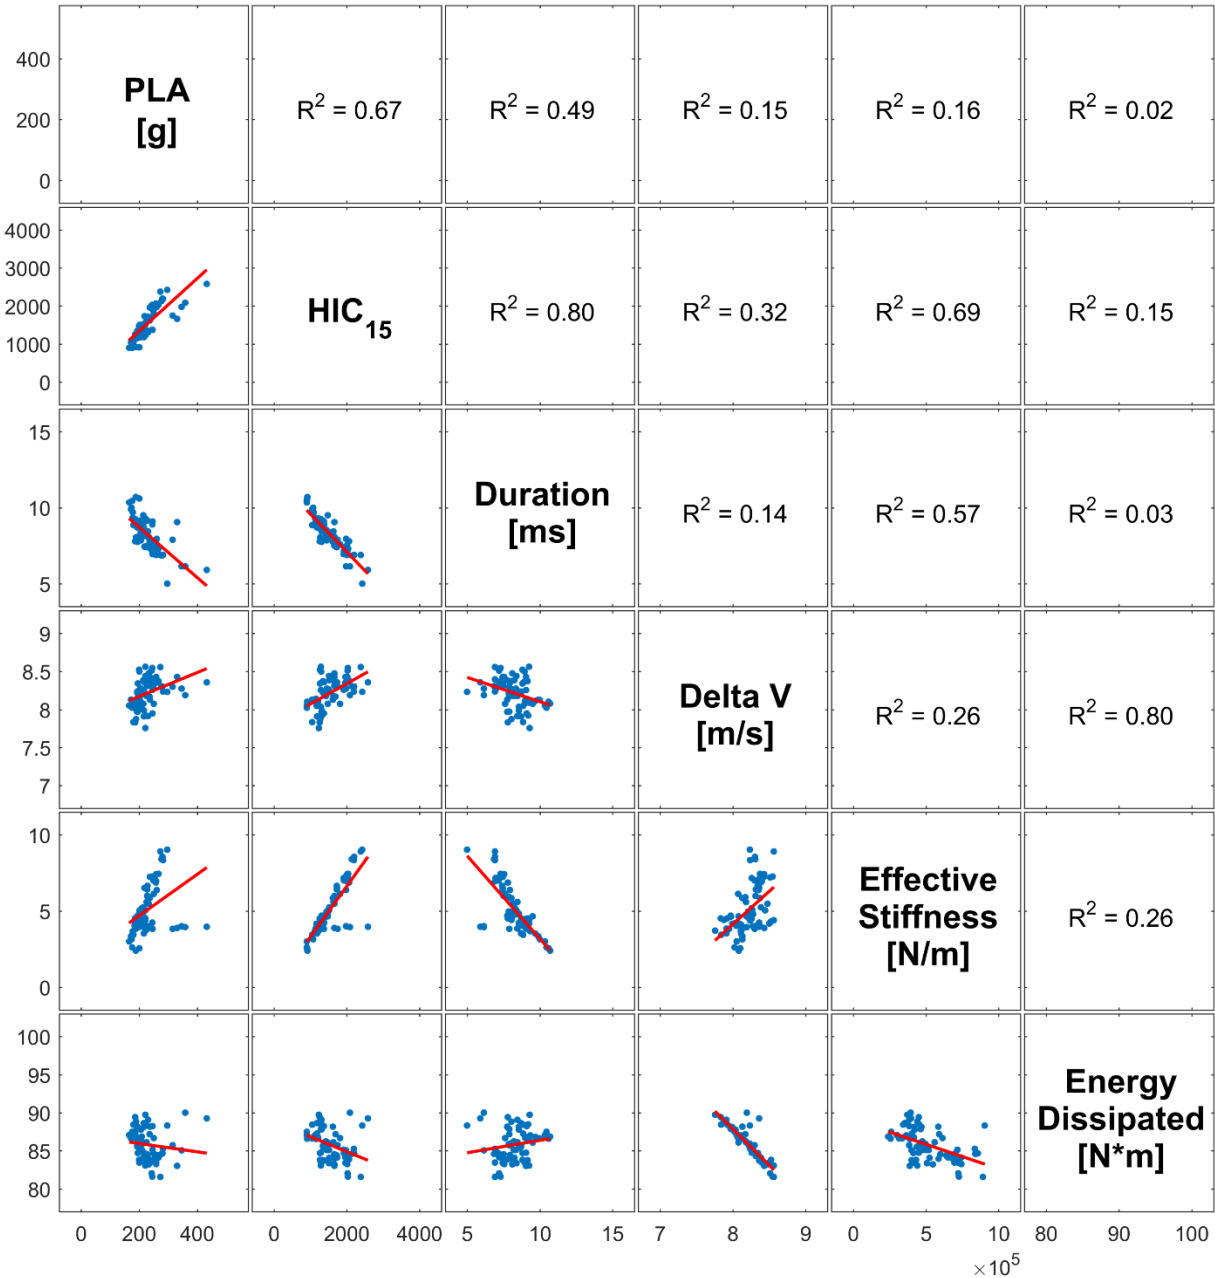 400
200
0
PLA
[g]
R² = 0.67
R² = 0.49
R² = 0.15
R² = 0.16
R² = 0.02
4000
3000
2000
1000
0
HIC₁₅
R² = 0.80
R² = 0.32
R² = 0.69
R² = 0.15
15
10
5
Duration
[ms]
R² = 0.14
R² = 0.57
R² = 0.03
9
8.5
8
7.5
7
Delta V
[m/s]
R² = 0.26
R² = 0.80
10
5
0
Effective
Stiffness
[N/m]
R² = 0.26
100
95
90
85
80
Energy
Dissipated
[N*m]
0 200 400
0 2000 4000
5 10 15
7 8 9
0 5 10
80 90 100
×10⁵